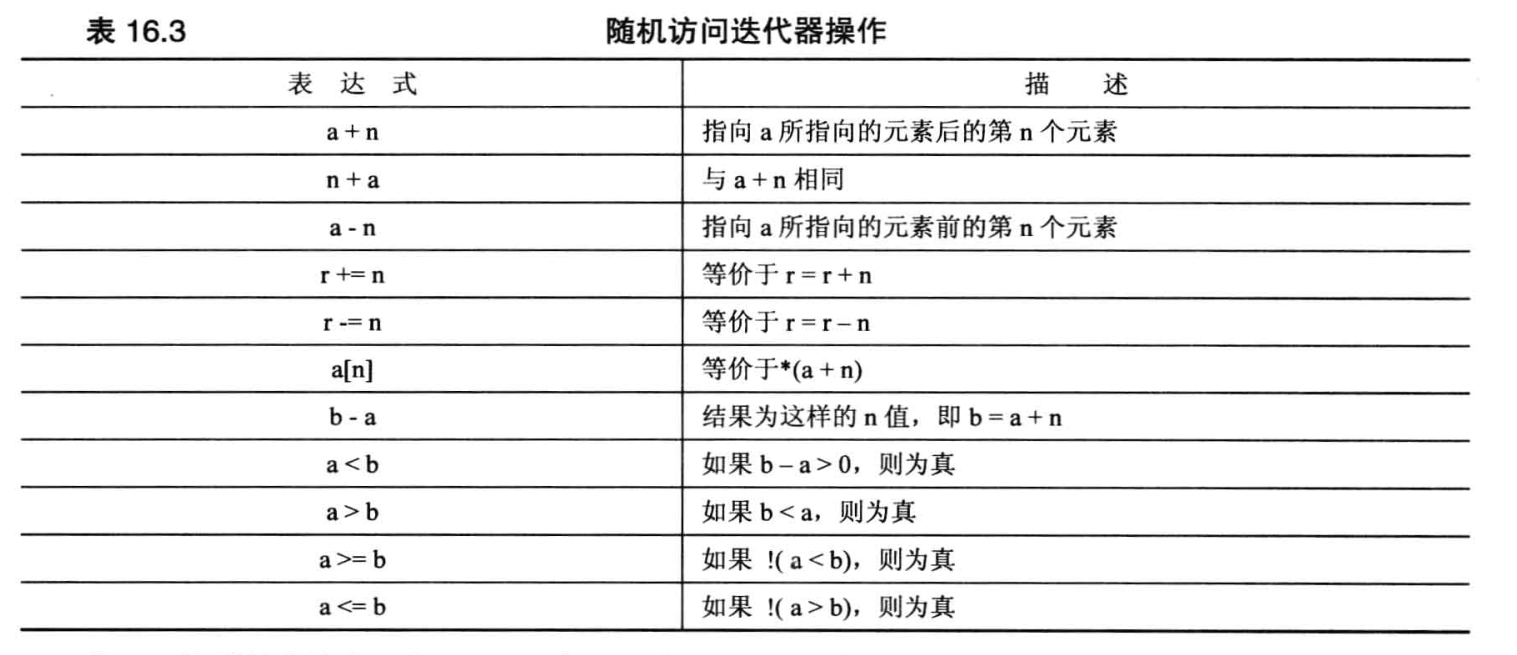 表 16.3 随机访问迭代器操作
表 达 式 描 述
a + n 指向 a 所指向的元素后的第 n 个元素
n + a 与 a + n 相同
a - n 指向 a 所指向的元素前的第 n 个元素
r += n 等价于 r = r + n
r -= n 等价于 r = r – n
a[n] 等价于*(a + n)
b - a 结果为这样的 n 值，即 b = a + n
a < b 如果 b – a > 0，则为真
a > b 如果 b < a，则为真
a >= b 如果 !( a < b)，则为真
a <= b 如果 !( a > b)，则为真